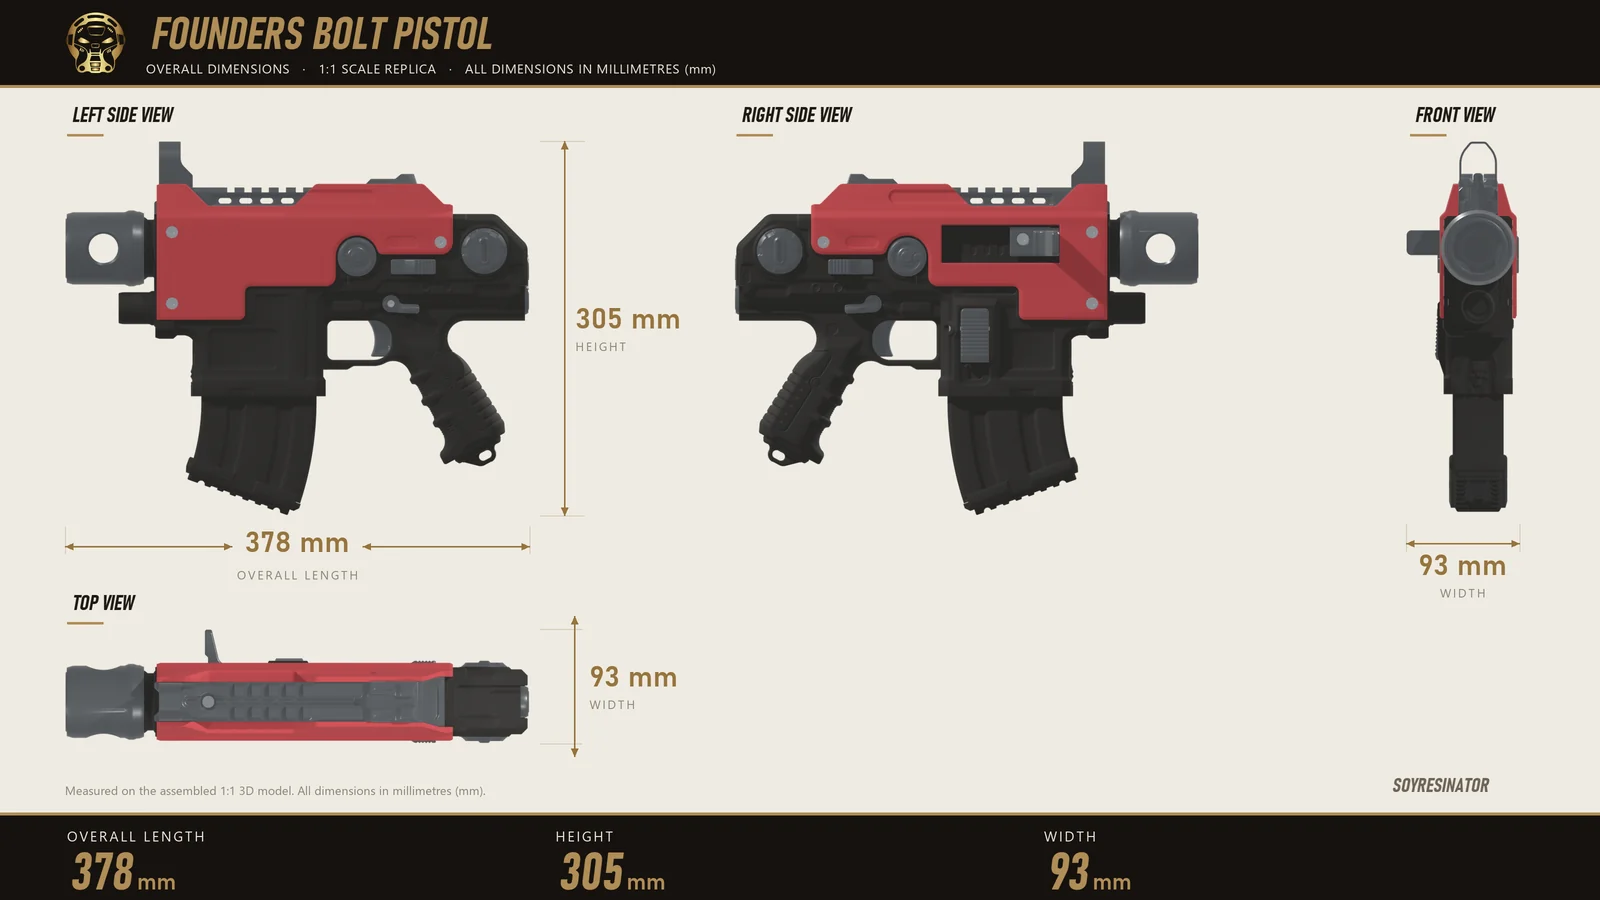 FOUNDERS BOLT PISTOL
OVERALL DIMENSIONS · 1:1 SCALE REPLICA · ALL DIMENSIONS IN MILLIMETRES (mm)
LEFT SIDE VIEW
RIGHT SIDE VIEW
FRONT VIEW
305 mm
HEIGHT
378 mm
OVERALL LENGTH
93 mm
WIDTH
TOP VIEW
93 mm
WIDTH
Measured on the assembled 1:1 3D model. All dimensions in millimetres (mm).
SOYRESINATOR
OVERALL LENGTH
378 mm
HEIGHT
305 mm
WIDTH
93 mm